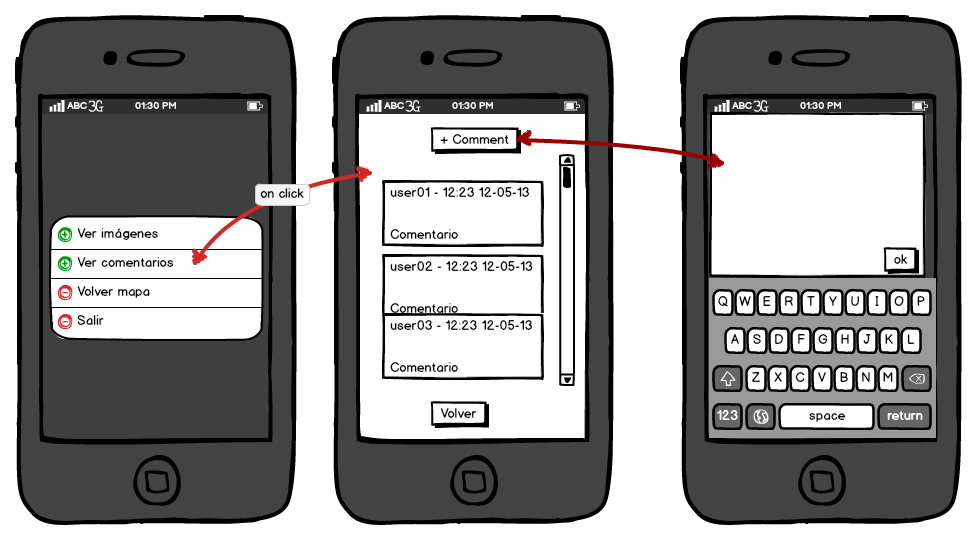 ABC 3G 01:30 PM
Ver imágenes
Ver comentarios
Volver mapa
Salir
on click
ABC 3G 01:30 PM
+ Comment
user01 - 12:23 12-05-13
Comentario
user02 - 12:23 12-05-13
Comentario
user03 - 12:23 12-05-13
Comentario
Volver
ABC 3G 01:30 PM
ok
Q W E R T Y U I O P
A S D F G H J K L
Z X C V B N M
123 space return